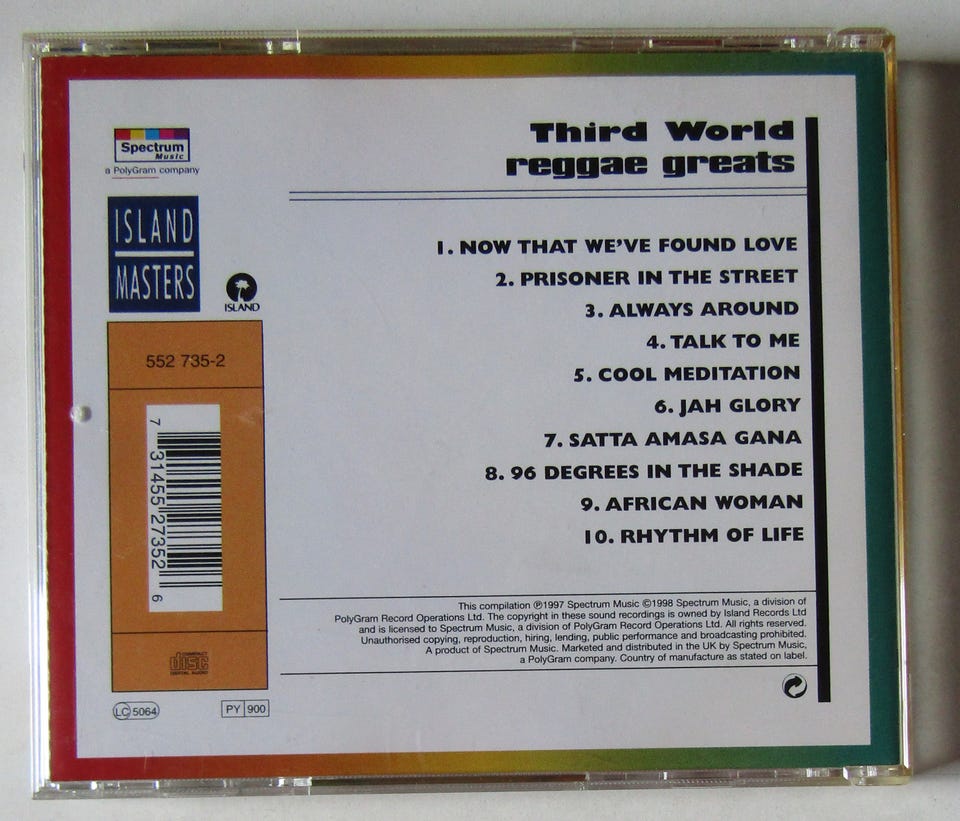 Spectrum
Music
a PolyGram company
ISLAND
MASTERS
ISLAND
552 735-2
7 31455 27352 6
COMPACT
disc
DIGITAL AUDIO
LC 5064
PY 900
Third World
reggae greats
1. NOW THAT WE'VE FOUND LOVE
2. PRISONER IN THE STREET
3. ALWAYS AROUND
4. TALK TO ME
5. COOL MEDITATION
6. JAH GLORY
7. SATTA AMASA GANA
8. 96 DEGREES IN THE SHADE
9. AFRICAN WOMAN
10. RHYTHM OF LIFE
This compilation ℗1997 Spectrum Music ©1998 Spectrum Music, a division of
PolyGram Record Operations Ltd. The copyright in these sound recordings is owned by Island Records Ltd
and is licensed to Spectrum Music, a division of PolyGram Record Operations Ltd. All rights reserved.
Unauthorised copying, reproduction, hiring, lending, public performance and broadcasting prohibited.
A product of Spectrum Music. Marketed and distributed in the UK by Spectrum Music,
a PolyGram company. Country of manufacture as stated on label.